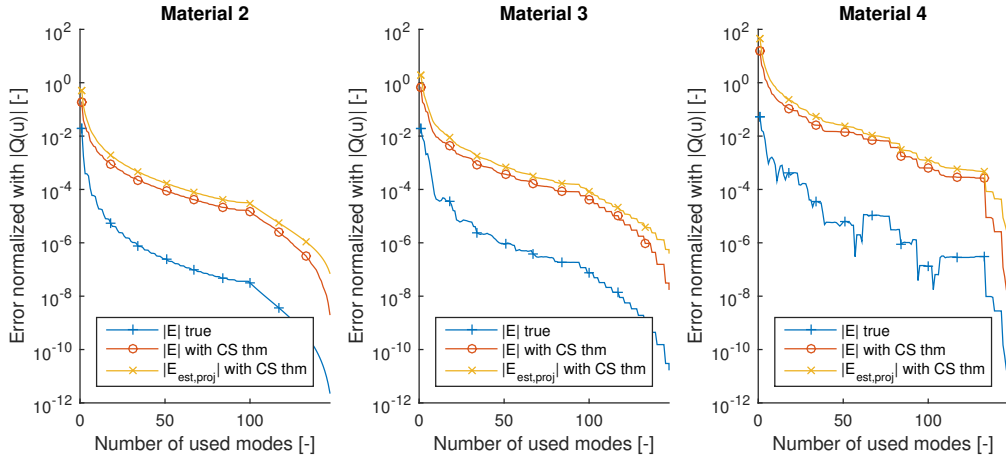 Material 2
Error normalized with |Q(u)| [-]
10^2
10^0
10^-2
10^-4
10^-6
10^-8
10^-10
10^-12
|E| true
|E| with CS thm
|E_est,proj| with CS thm
0 50 100
Number of used modes [-]
Material 3
Error normalized with |Q(u)| [-]
10^2
10^0
10^-2
10^-4
10^-6
10^-8
10^-10
10^-12
|E| true
|E| with CS thm
|E_est,proj| with CS thm
0 50 100
Number of used modes [-]
Material 4
Error normalized with |Q(u)| [-]
10^2
10^0
10^-2
10^-4
10^-6
10^-8
10^-10
10^-12
|E| true
|E| with CS thm
|E_est,proj| with CS thm
0 50 100
Number of used modes [-]